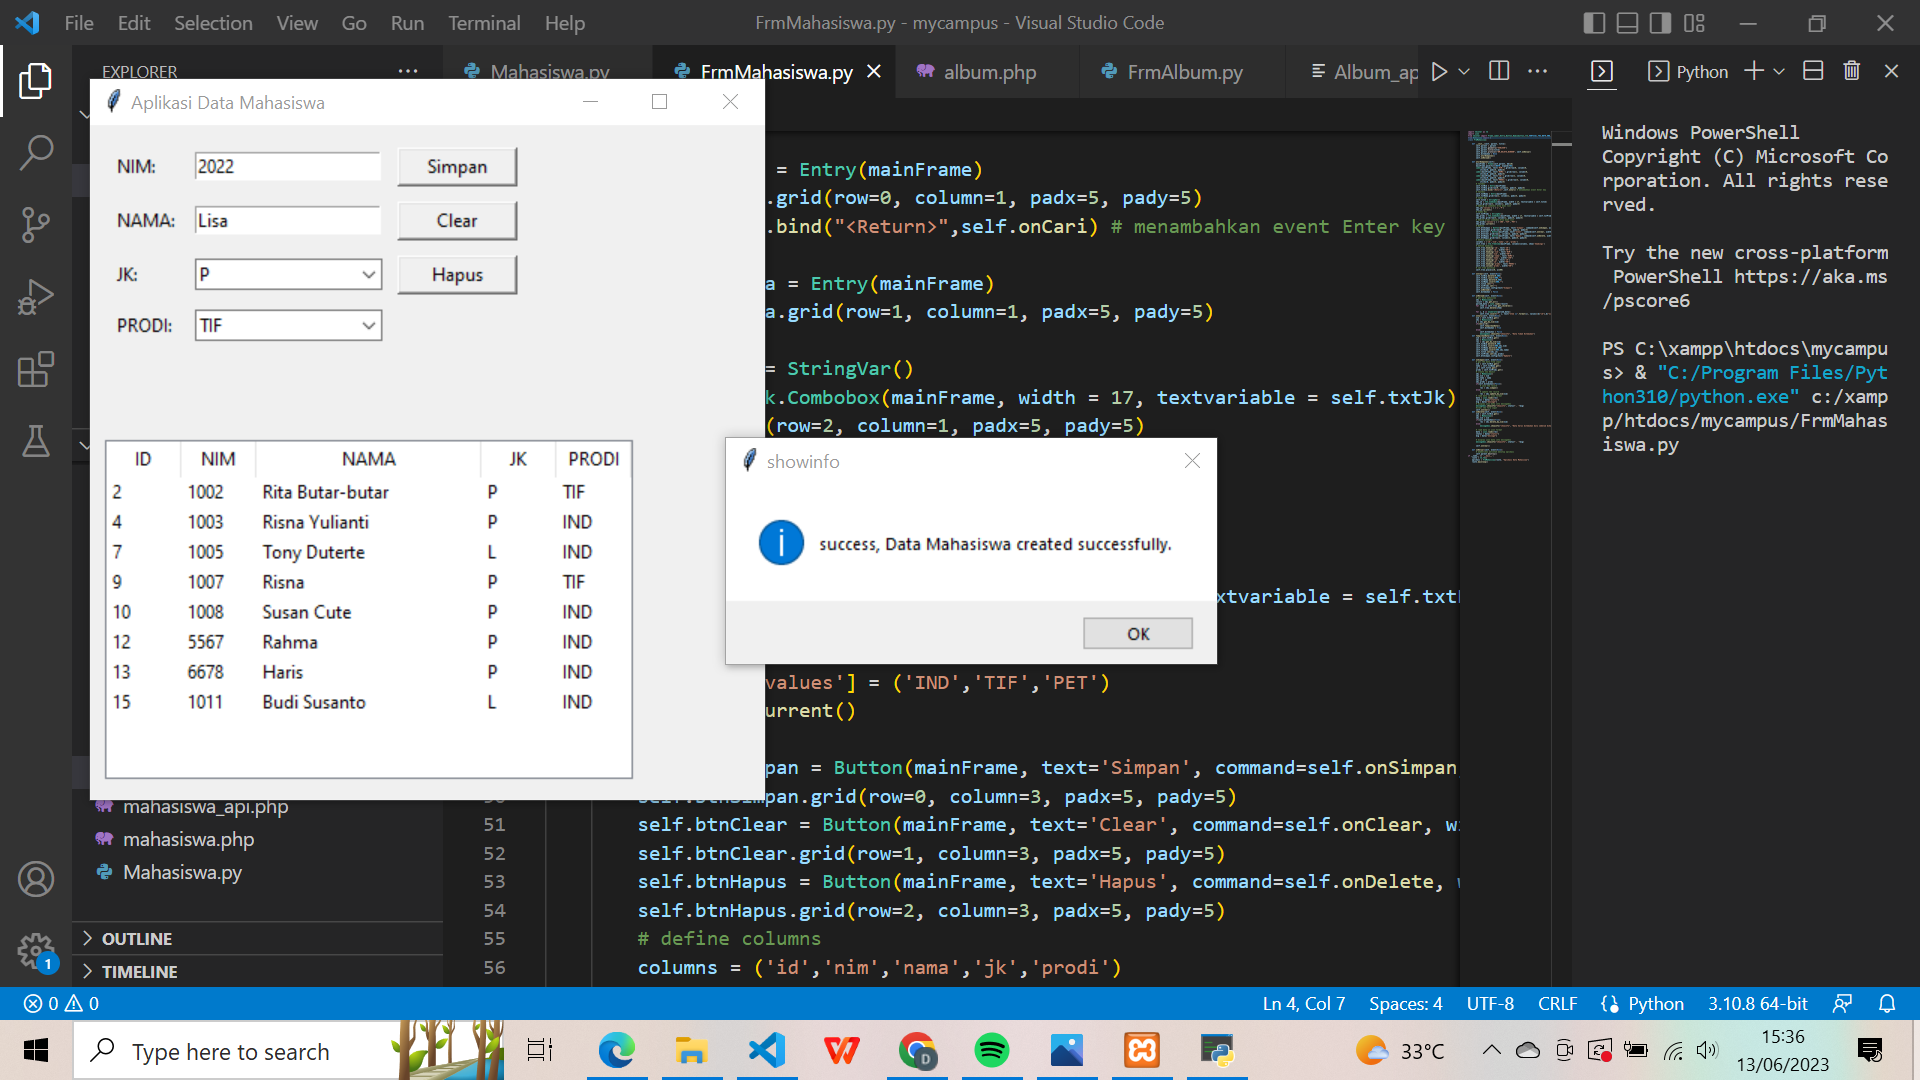 File Edit Selection View Go Run Terminal Help
FrmMahasiswa.py - mycampus - Visual Studio Code
EXPLORER
Mahasiswa.py
FrmMahasiswa.py
album.php
FrmAlbum.py
Album_ap
Python
Aplikasi Data Mahasiswa
NIM: 2022 Simpan
NAMA: Lisa Clear
JK: P Hapus
PRODI: TIF
ID NIM NAMA JK PRODI
2 1002 Rita Butar-butar P TIF
4 1003 Risna Yulianti P IND
7 1005 Tony Duterte L IND
9 1007 Risna P TIF
10 1008 Susan Cute P IND
12 5567 Rahma P IND
13 6678 Haris P IND
15 1011 Budi Susanto L IND
= Entry(mainFrame)
.grid(row=0, column=1, padx=5, pady=5)
.bind("<Return>",self.onCari) # menambahkan event Enter key
a = Entry(mainFrame)
a.grid(row=1, column=1, padx=5, pady=5)
= StringVar()
k.Combobox(mainFrame, width = 17, textvariable = self.txtJk)
(row=2, column=1, padx=5, pady=5)
showinfo
success, Data Mahasiswa created successfully.
OK
xtvariable = self.txt
values'] = ('IND','TIF','PET')
urrent()
pan = Button(mainFrame, text='Simpan', command=self.onSimpan,
self.btnSimpan.grid(row=0, column=3, padx=5, pady=5)
51 self.btnClear = Button(mainFrame, text='Clear', command=self.onClear, w
52 self.btnClear.grid(row=1, column=3, padx=5, pady=5)
53 self.btnHapus = Button(mainFrame, text='Hapus', command=self.onDelete,
54 self.btnHapus.grid(row=2, column=3, padx=5, pady=5)
55 # define columns
56 columns = ('id','nim','nama','jk','prodi')
mahasiswa_api.php
mahasiswa.php
Mahasiswa.py
OUTLINE
TIMELINE
1
Windows PowerShell
Copyright (C) Microsoft Co
rporation. All rights rese
rved.
Try the new cross-platform
PowerShell https://aka.ms
/pscore6
PS C:\xampp\htdocs\mycampu
s> & "C:/Program Files/Pyt
hon310/python.exe" c:/xamp
p/htdocs/mycampus/FrmMahas
iswa.py
0 0
Ln 4, Col 7 Spaces: 4 UTF-8 CRLF Python 3.10.8 64-bit
Type here to search
D
33°C
15:36
13/06/2023